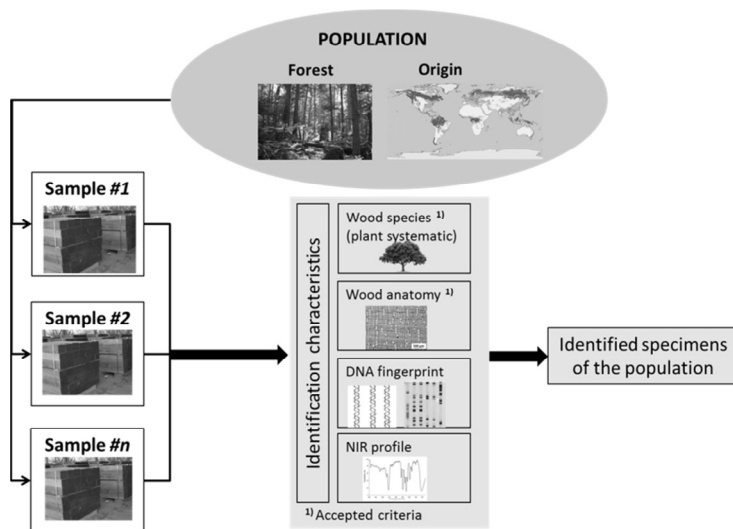 POPULATION
Forest
Origin
Sample #1
Sample #2
Sample #n
Identification characteristics
Wood species ¹⁾
(plant systematic)
Wood anatomy ¹⁾
DNA fingerprint
NIR profile
¹⁾ Accepted criteria
Identified specimens
of the population